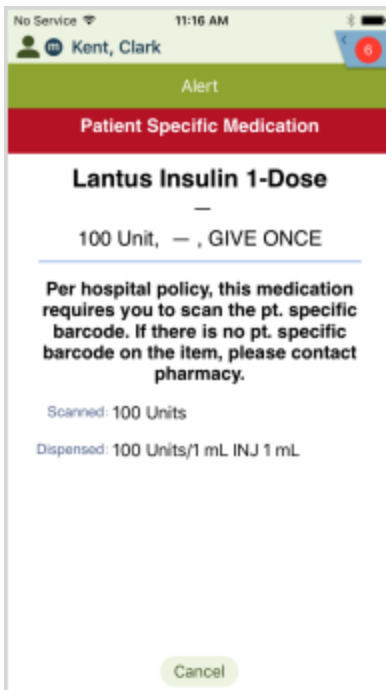 No Service 11:16 AM
m Kent, Clark 6
Alert
Patient Specific Medication
Lantus Insulin 1-Dose
—
100 Unit, — , GIVE ONCE
Per hospital policy, this medication
requires you to scan the pt. specific
barcode. If there is no pt. specific
barcode on the item, please contact
pharmacy.
Scanned: 100 Units
Dispensed: 100 Units/1 mL INJ 1 mL
Cancel